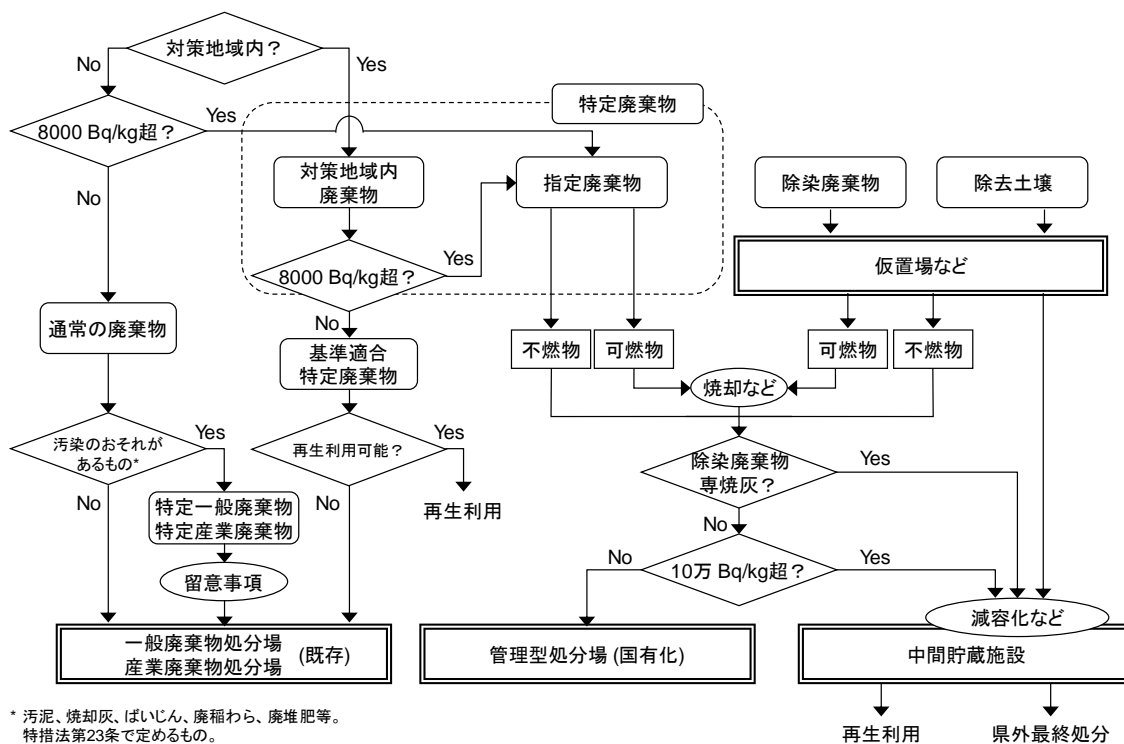 対策地域内？
No
Yes
特定廃棄物
8000 Bq/kg超？
Yes
対策地域内
廃棄物
指定廃棄物
除染廃棄物
除去土壌
No
Yes
8000 Bq/kg超？
仮置場など
通常の廃棄物
No
基準適合
特定廃棄物
不燃物
可燃物
可燃物
不燃物
焼却など
汚染のおそれが
あるもの*
Yes
No
再生利用可能？
Yes
No
再生利用
除染廃棄物
専焼灰？
Yes
No
特定一般廃棄物
特定産業廃棄物
留意事項
10万 Bq/kg超？
No
Yes
減容化など
一般廃棄物処分場
産業廃棄物処分場
(既存)
管理型処分場 (国有化)
中間貯蔵施設
再生利用
県外最終処分
* 汚泥、焼却灰、ばいじん、廃稲わら、廃堆肥等。
特措法第23条で定めるもの。